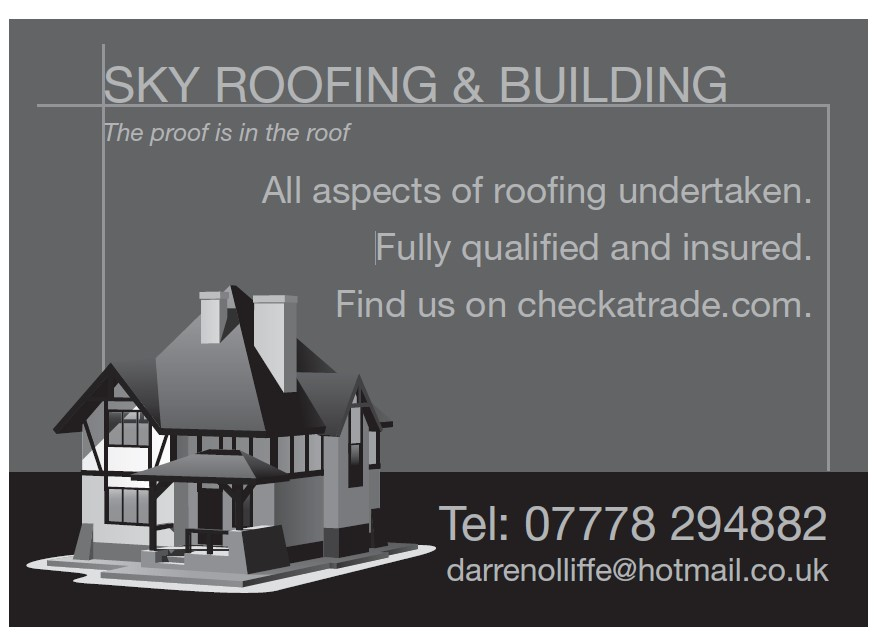 SKY ROOFING & BUILDING
The proof is in the roof
All aspects of roofing undertaken.
Fully qualified and insured.
Find us on checkatrade.com.
Tel: 07778 294882
darrenolliffe@hotmail.co.uk